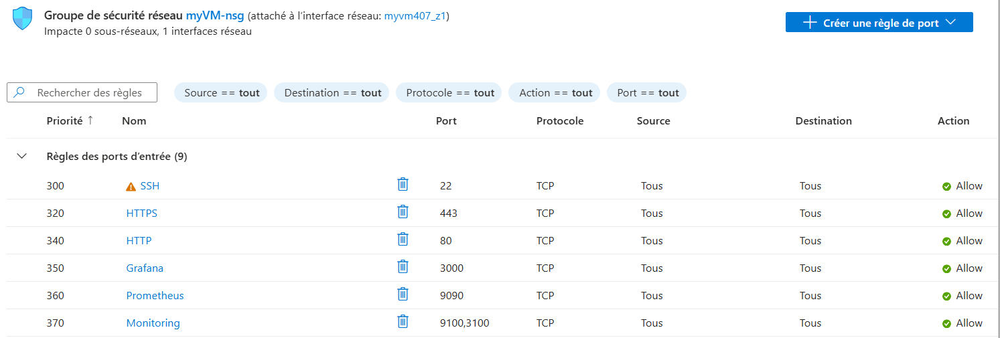 Groupe de sécurité réseau myVM-nsg (attaché à l’interface réseau: myvm407_z1)
Impacte 0 sous-réseaux, 1 interfaces réseau
Créer une règle de port
Rechercher des règles
Source == tout
Destination == tout
Protocole == tout
Action == tout
Port == tout
Priorité ↑ Nom Port Protocole Source Destination Action
Règles des ports d’entrée (9)
300 SSH 22 TCP Tous Tous Allow
320 HTTPS 443 TCP Tous Tous Allow
340 HTTP 80 TCP Tous Tous Allow
350 Grafana 3000 TCP Tous Tous Allow
360 Prometheus 9090 TCP Tous Tous Allow
370 Monitoring 9100,3100 TCP Tous Tous Allow